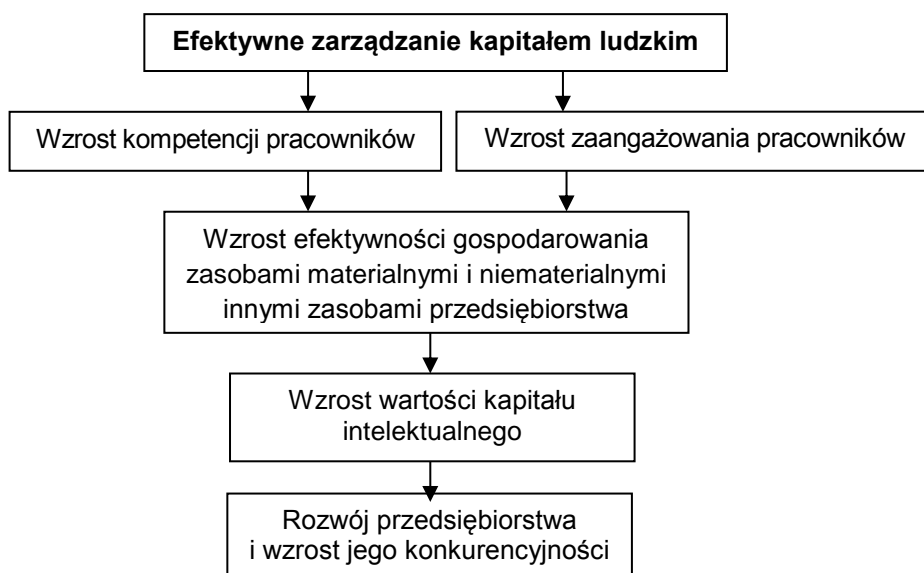 Efektywne zarządzanie kapitałem ludzkim
Wzrost kompetencji pracowników
Wzrost zaangażowania pracowników
Wzrost efektywności gospodarowania
zasobami materialnymi i niematerialnymi
innymi zasobami przedsiębiorstwa
Wzrost wartości kapitału
intelektualnego
Rozwój przedsiębiorstwa
i wzrost jego konkurencyjności